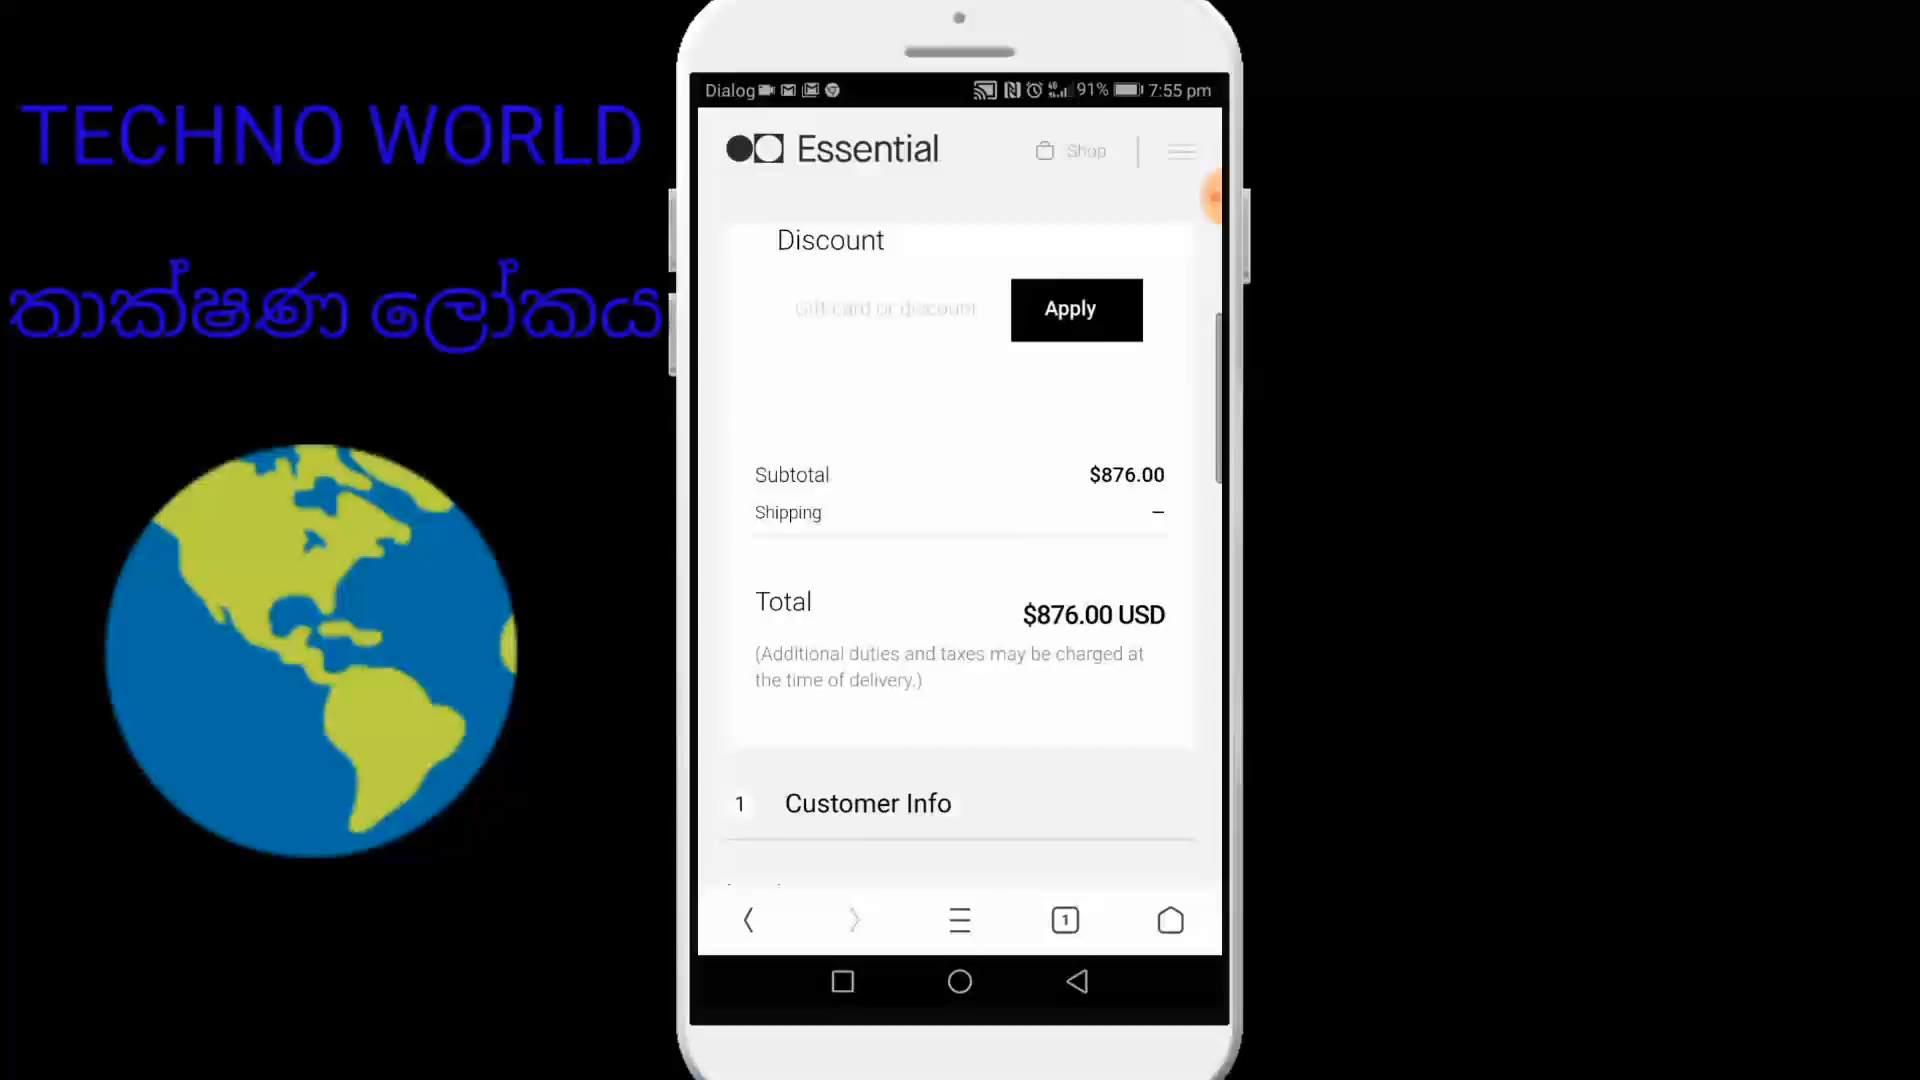 TECHNO WORLD
තාක්ෂණ ලෝකය
Dialog 91% 7:55 pm
Essential Shop
Discount
Gift card or discount Apply
Subtotal $876.00
Shipping –
Total $876.00 USD
(Additional duties and taxes may be charged at
the time of delivery.)
1 Customer Info
1